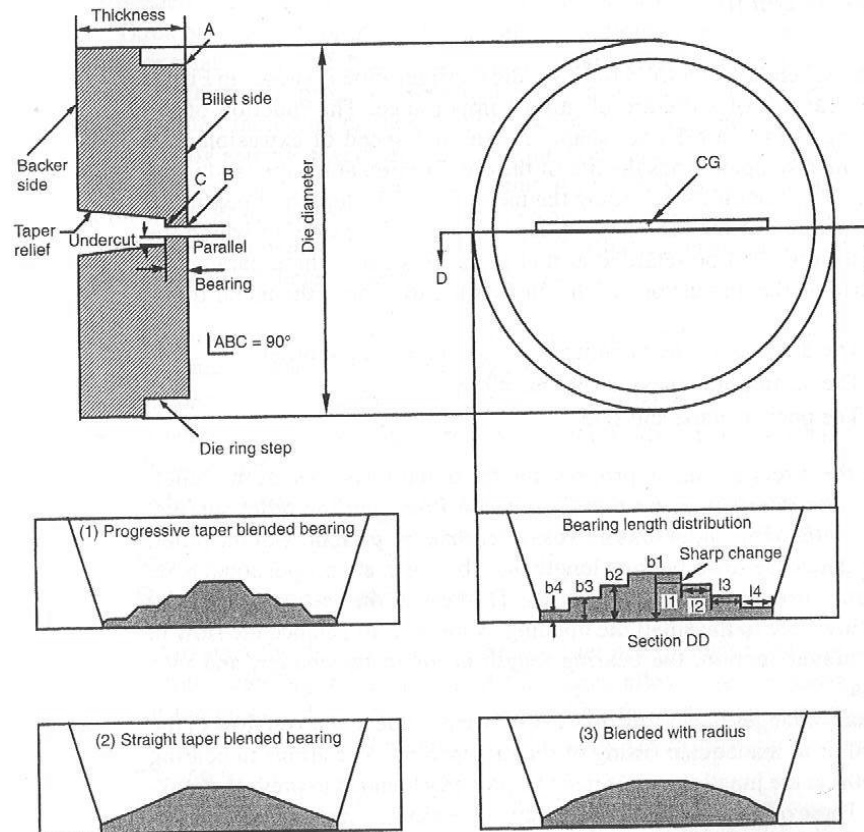 Thickness
A
Billet side
Backer
side
C
B
CG
Taper
relief
Undercut
Parallel
Die diameter
D
Bearing
ABC = 90°
Die ring step
(1) Progressive taper blended bearing
Bearing length distribution
b1
Sharp change
b2
b3
b4
l1
l2
l3
l4
Section DD
(2) Straight taper blended bearing
(3) Blended with radius